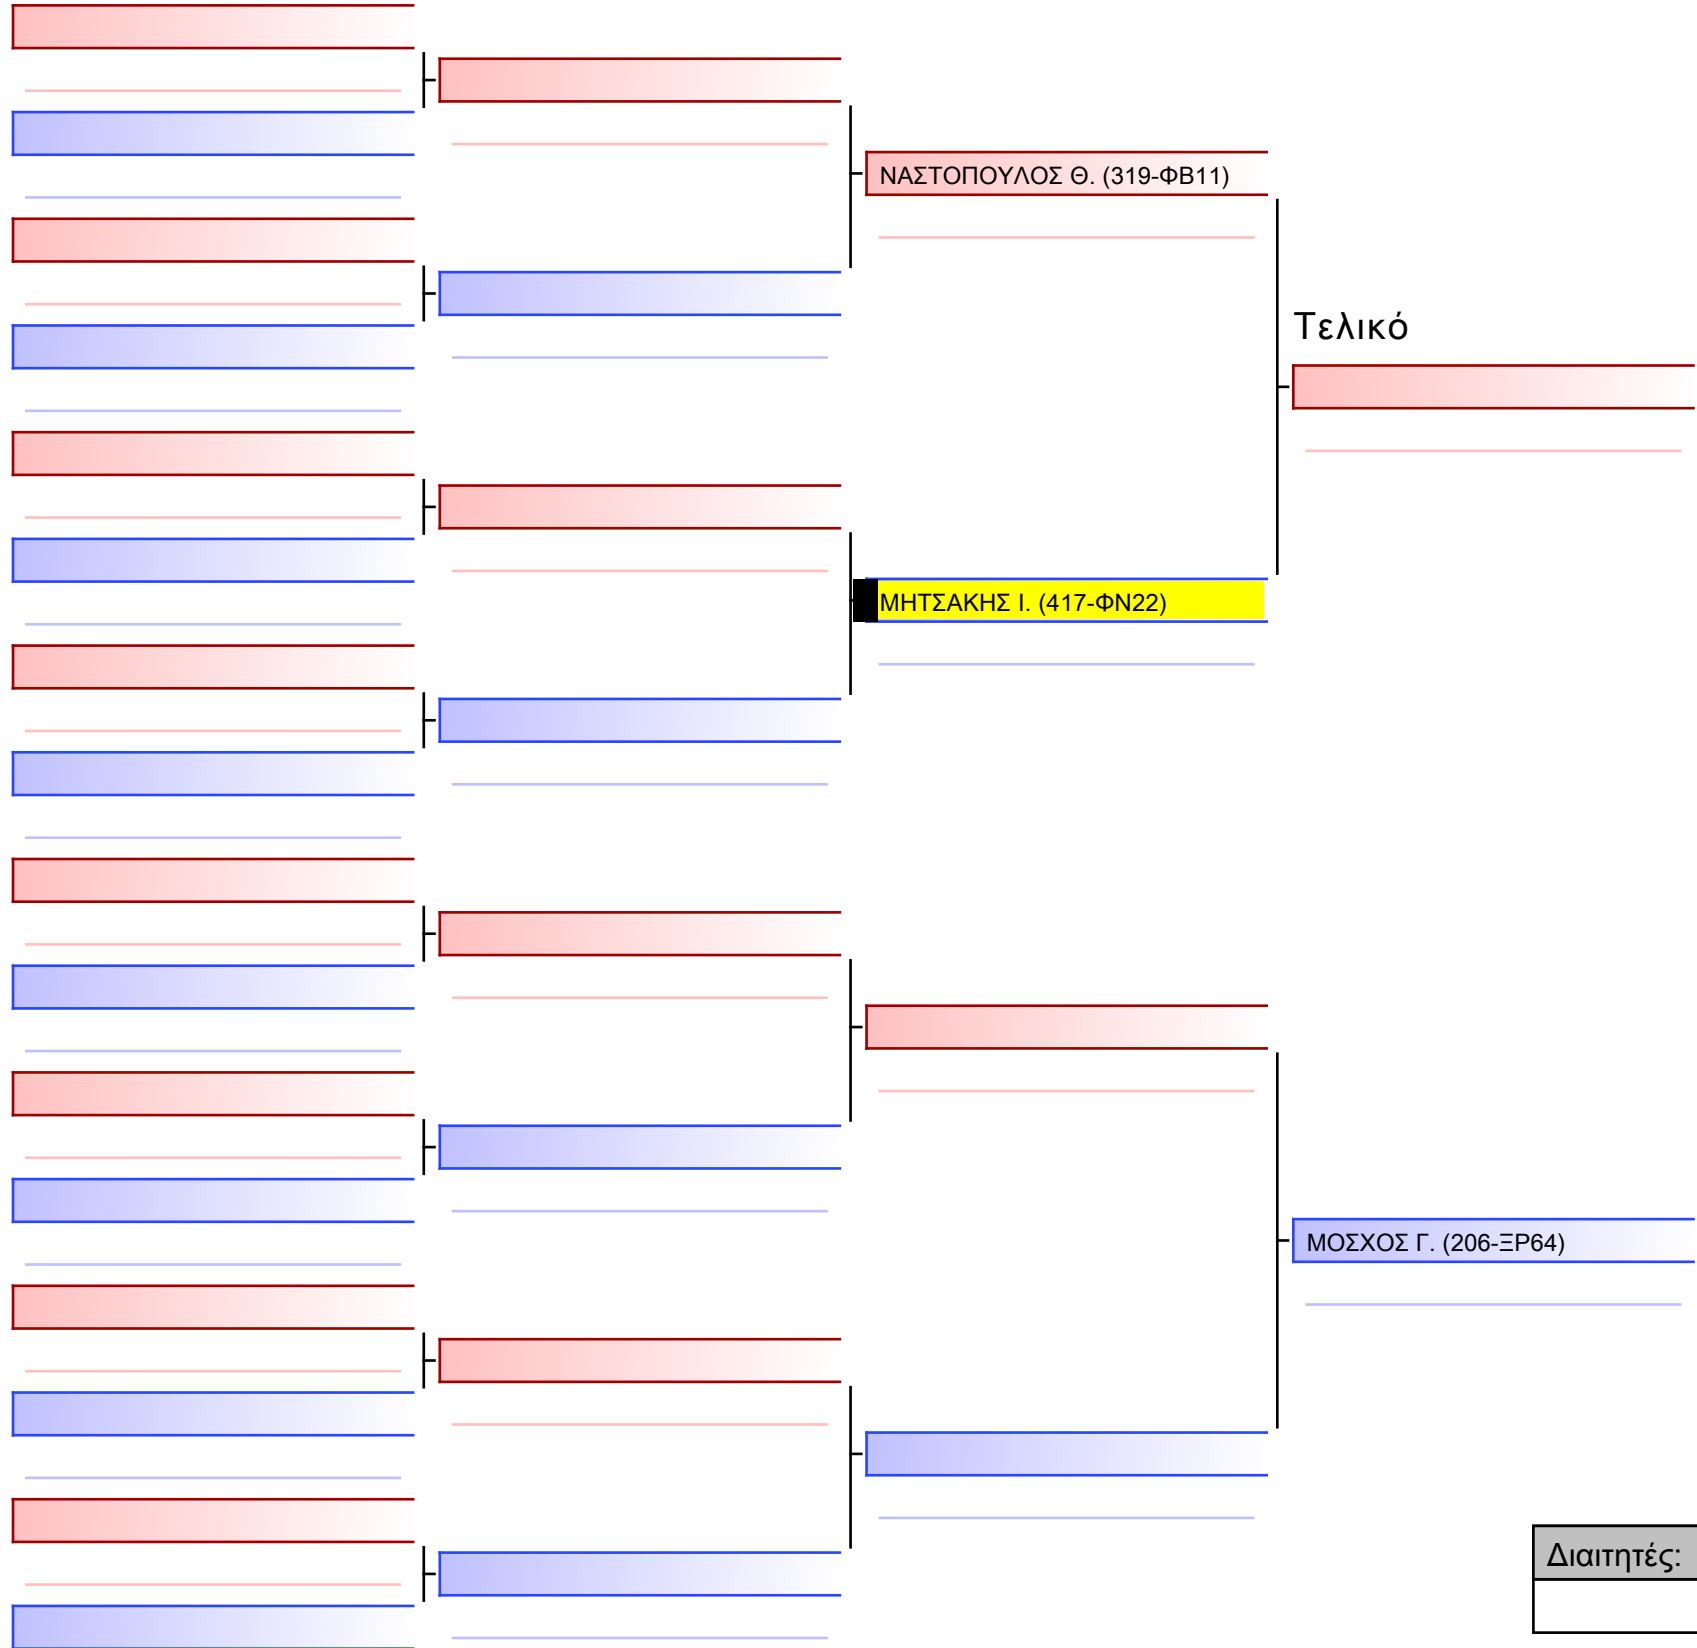 ΝΑΣΤΟΠΟΥΛΟΣ Θ. (319-ΦΒ11)
Τελικό
ΜΗΤΣΑΚΗΣ Ι. (417-ΦΝ22)
ΜΟΣΧΟΣ Γ. (206-ΞΡ64)
Διαιτητές: